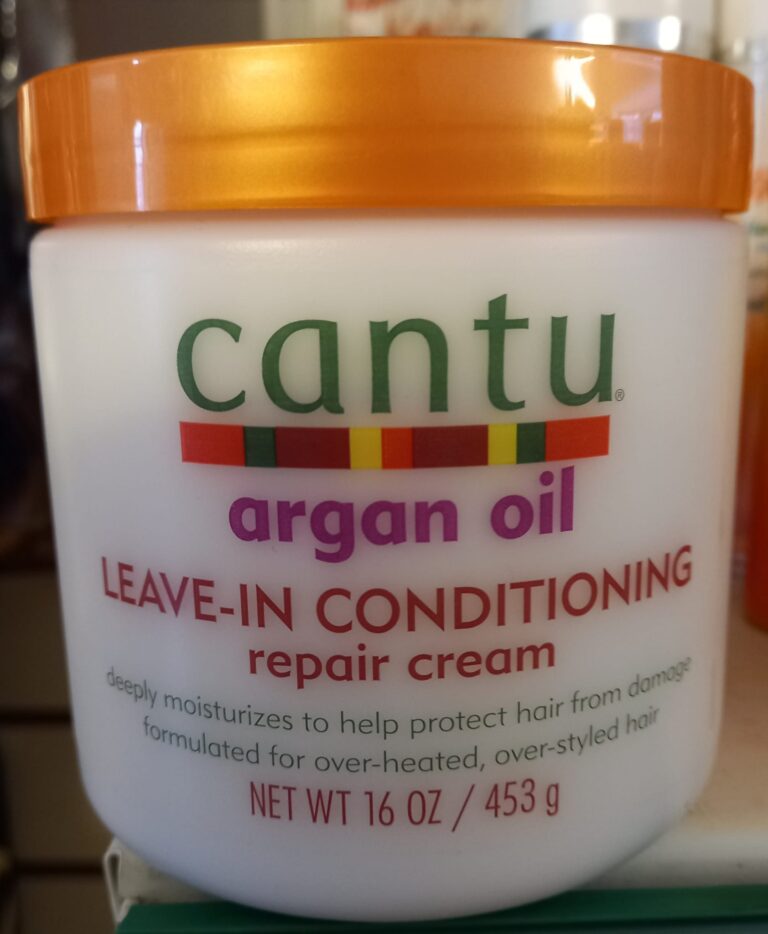 cantu®
argan oil
LEAVE-IN CONDITIONING
repair cream
deeply moisturizes to help protect hair from damage
formulated for over-heated, over-styled hair
NET WT 16 OZ / 453 g